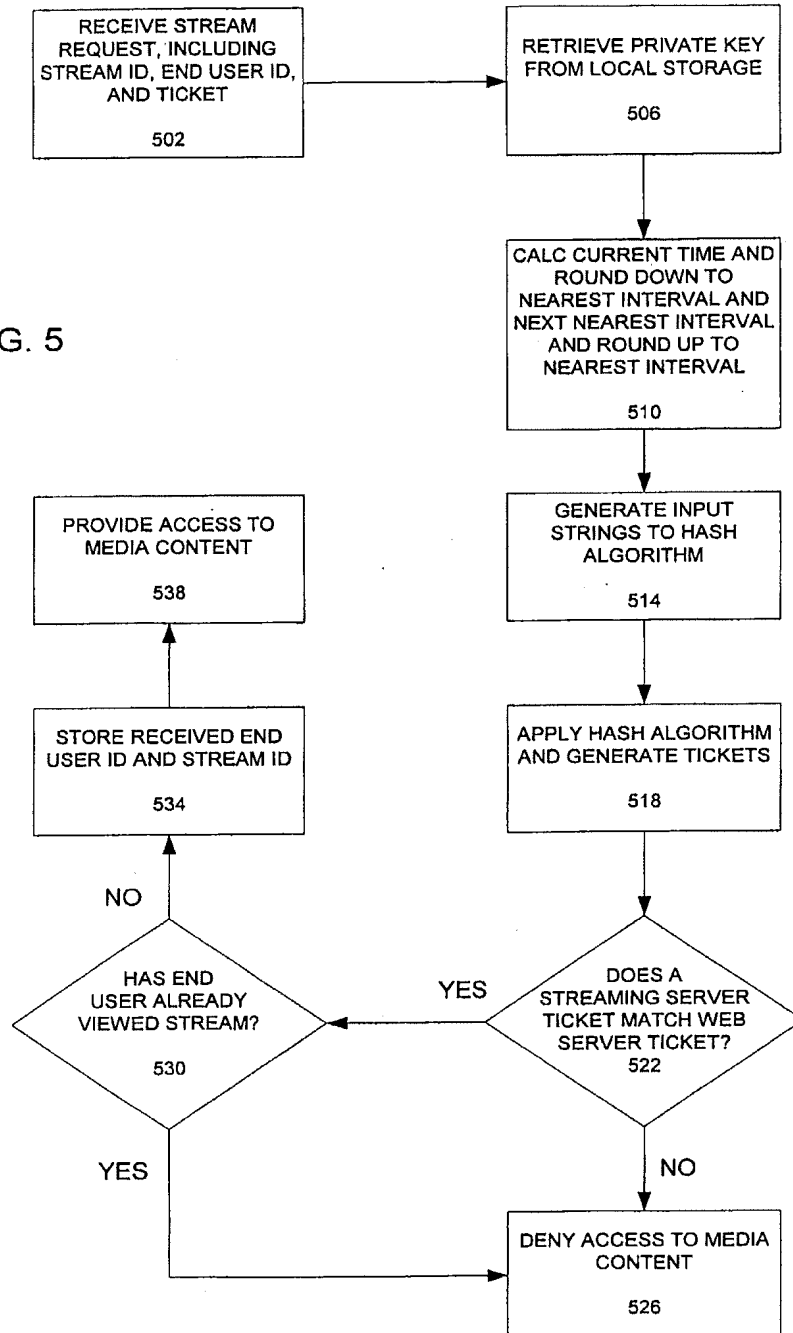 RECEIVE STREAM
REQUEST, INCLUDING
STREAM ID, END USER ID,
AND TICKET
502
RETRIEVE PRIVATE KEY
FROM LOCAL STORAGE
506
CALC CURRENT TIME AND
ROUND DOWN TO
NEAREST INTERVAL AND
NEXT NEAREST INTERVAL
AND ROUND UP TO
NEAREST INTERVAL
510
G. 5
GENERATE INPUT
STRINGS TO HASH
ALGORITHM
514
APPLY HASH ALGORITHM
AND GENERATE TICKETS
518
DOES A
STREAMING SERVER
TICKET MATCH WEB
SERVER TICKET?
522
YES
NO
HAS END
USER ALREADY
VIEWED STREAM?
530
NO
YES
STORE RECEIVED END
USER ID AND STREAM ID
534
PROVIDE ACCESS TO
MEDIA CONTENT
538
DENY ACCESS TO MEDIA
CONTENT
526